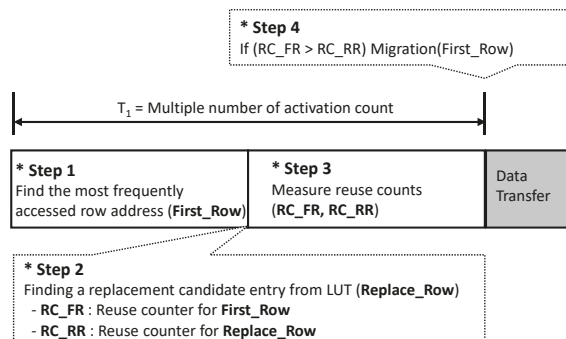 * Step 4
If (RC_FR > RC_RR) Migration(First_Row)
T1 = Multiple number of activation count
* Step 1
Find the most frequently
accessed row address (First_Row)
* Step 3
Measure reuse counts
(RC_FR, RC_RR)
Data
Transfer
* Step 2
Finding a replacement candidate entry from LUT (Replace_Row)
- RC_FR : Reuse counter for First_Row
- RC_RR : Reuse counter for Replace_Row